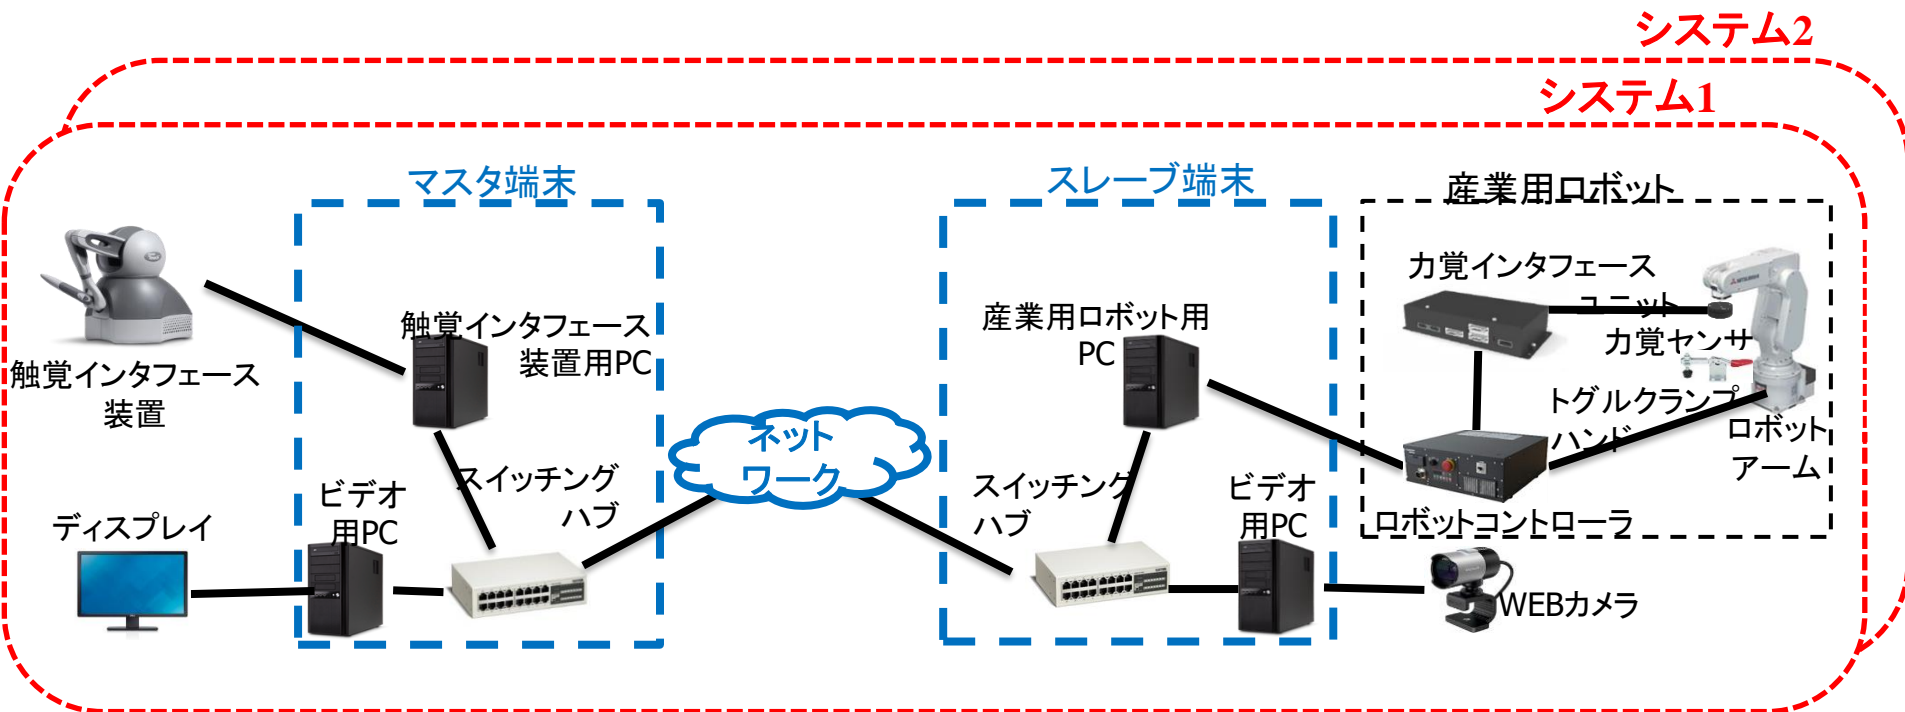 システム2
システム1
マスタ端末
スレーブ端末
産業用ロボット
触覚インタフェース
装置
触覚インタフェース
装置用PC
ディスプレイ
ビデオ
用PC
スイッチング
ハブ
ネット
ワーク
産業用ロボット用
PC
スイッチング
ハブ
ビデオ
用PC
力覚インタフェース
ユニット
力覚センサ
トグルクランプ
ハンド
ロボット
アーム
ロボットコントローラ
WEBカメラ